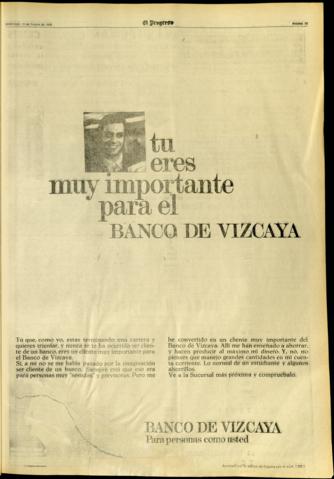 El Progreso
tu
eres
muy importante
para el
BANCO DE VIZCAYA
Tu que, como yo, estas terminando una carrera y
quieres triunfar, y nunca se te ha ocurrido ser clien-
te de un banco, eres un cliente muy importante para
el Banco de Vizcaya.
Si, a mi no se me había pasado por la imaginación
ser cliente de un banco. Siempre creí que eso era
para personas muy "serias" y previsoras. Pero me
he convertido en un cliente muy importante del
Banco de Vizcaya. Allí me han enseñado a ahorrar,
y hacen producir al máximo mi dinero. Y, no, no
pienses que manejo grandes cantidades en mi cuen-
ta corriente. Lo normal de un estudiante y algunos
ahorrillos.
Ve a la Sucursal más próxima y compruébalo.
BANCO DE VIZCAYA
Para personas como usted